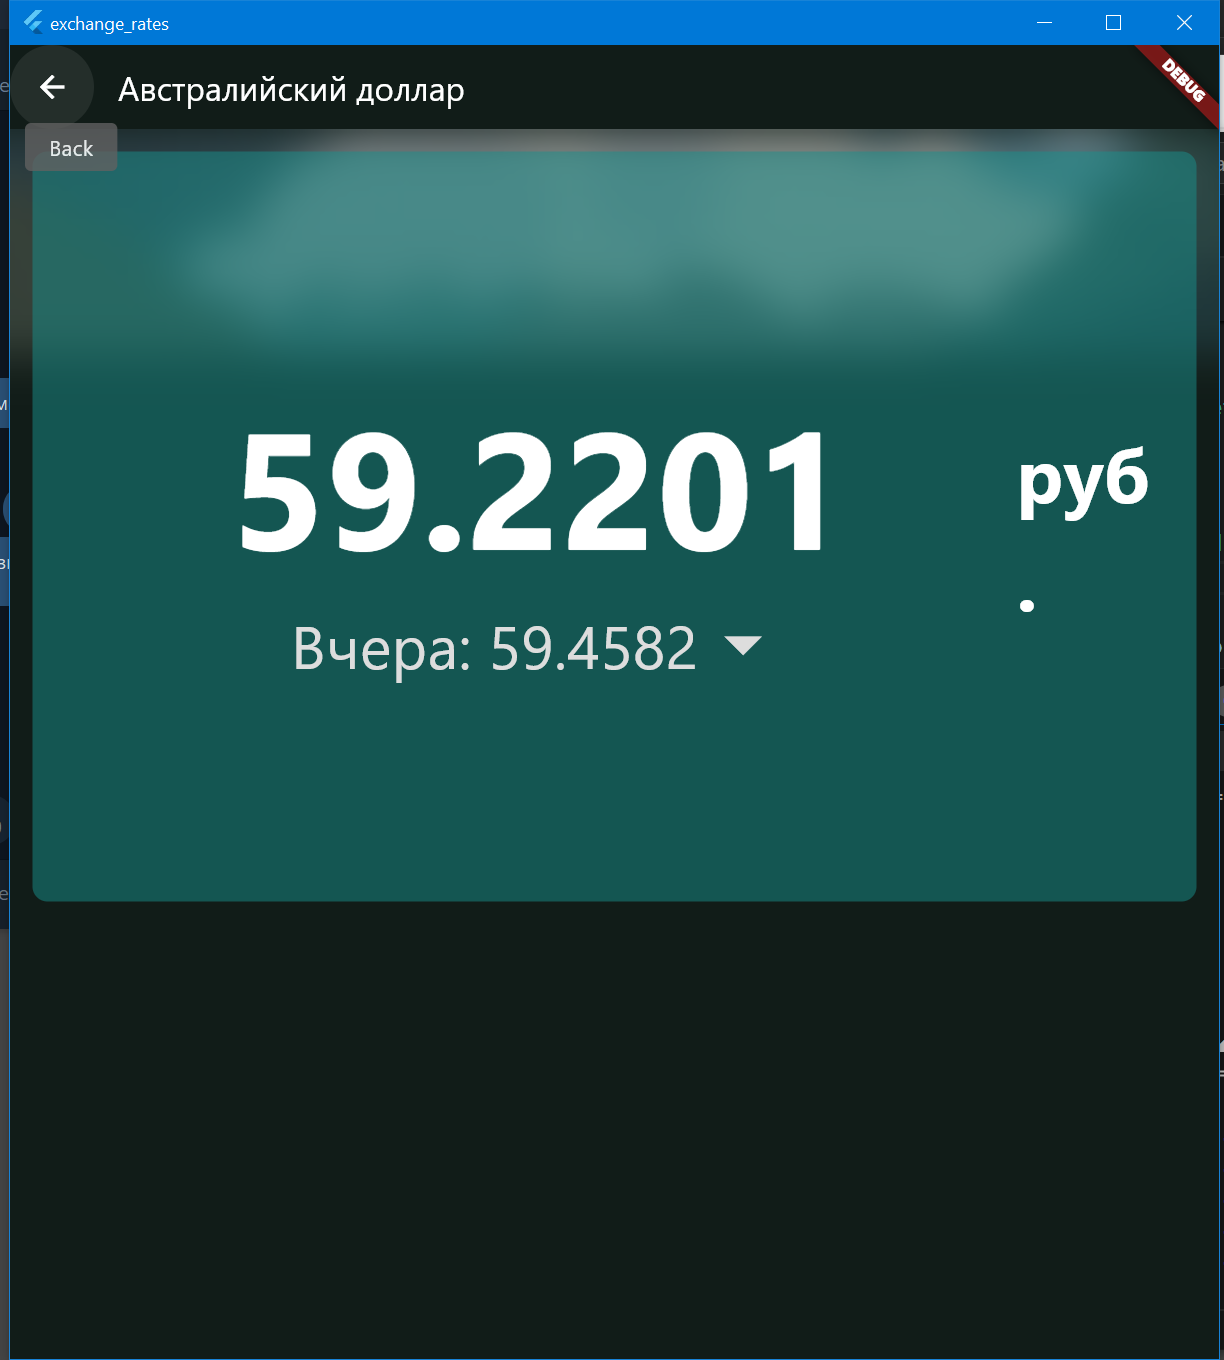 exchange_rates
Австралийский доллар
DEBUG
Back
59.2201
руб
.
Вчера: 59.4582